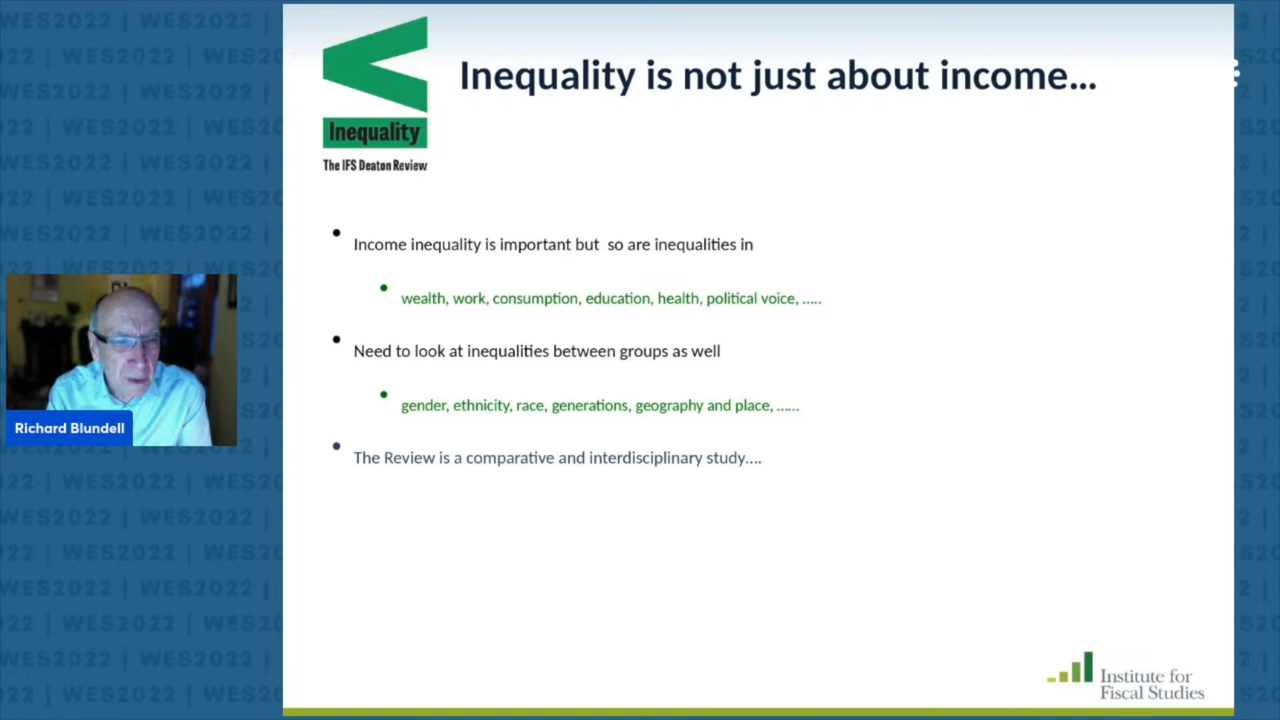 Inequality is not just about income...
Inequality
The IFS Deaton Review
Income inequality is important but so are inequalities in
wealth, work, consumption, education, health, political voice, .....
Need to look at inequalities between groups as well
gender, ethnicity, race, generations, geography and place, ......
The Review is a comparative and interdisciplinary study....
Richard Blundell
Institute for
Fiscal Studies
WES2022 | WES2022 |